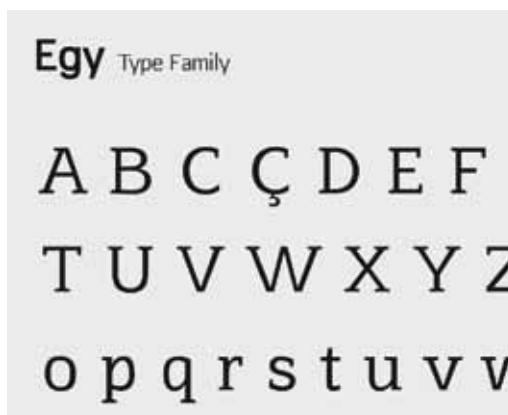 Egy Type Family
A B C Ç D E F
T U V W X Y Z
o p q r s t u v w